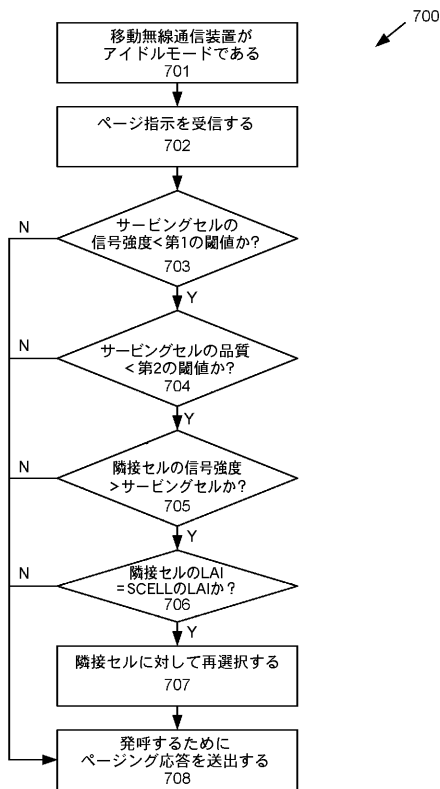 700
移動無線通信装置が
アイドルモードである
701
ページ指示を受信する
702
N
サービングセルの
信号強度<第1の閾値か?
703
Y
N
サービングセルの品質
<第2の閾値か?
704
Y
N
隣接セルの信号強度
>サービングセルか?
705
Y
N
隣接セルのLAI
=SCELLのLAIか?
706
Y
隣接セルに対して再選択する
707
発呼するために
ページング応答を送出する
708